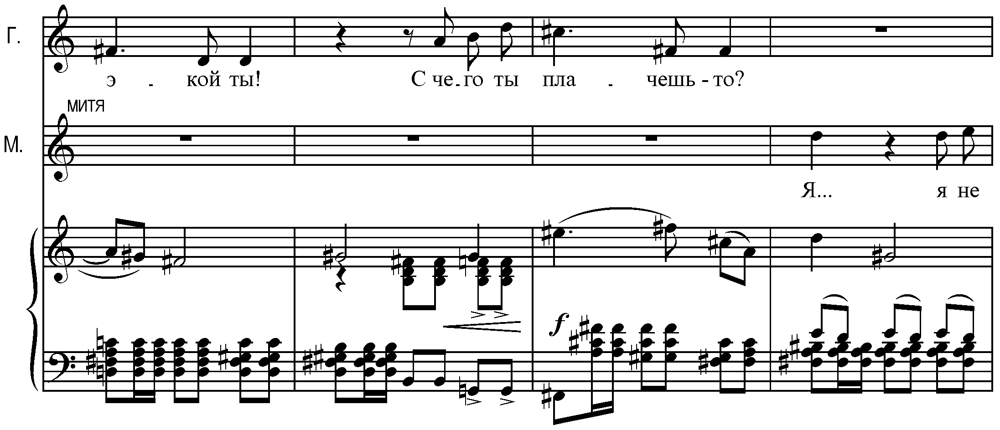 Г.
э - кой ты! С че-го ты пла - чешь - то?
МИТЯ
М.
Я... я не
f